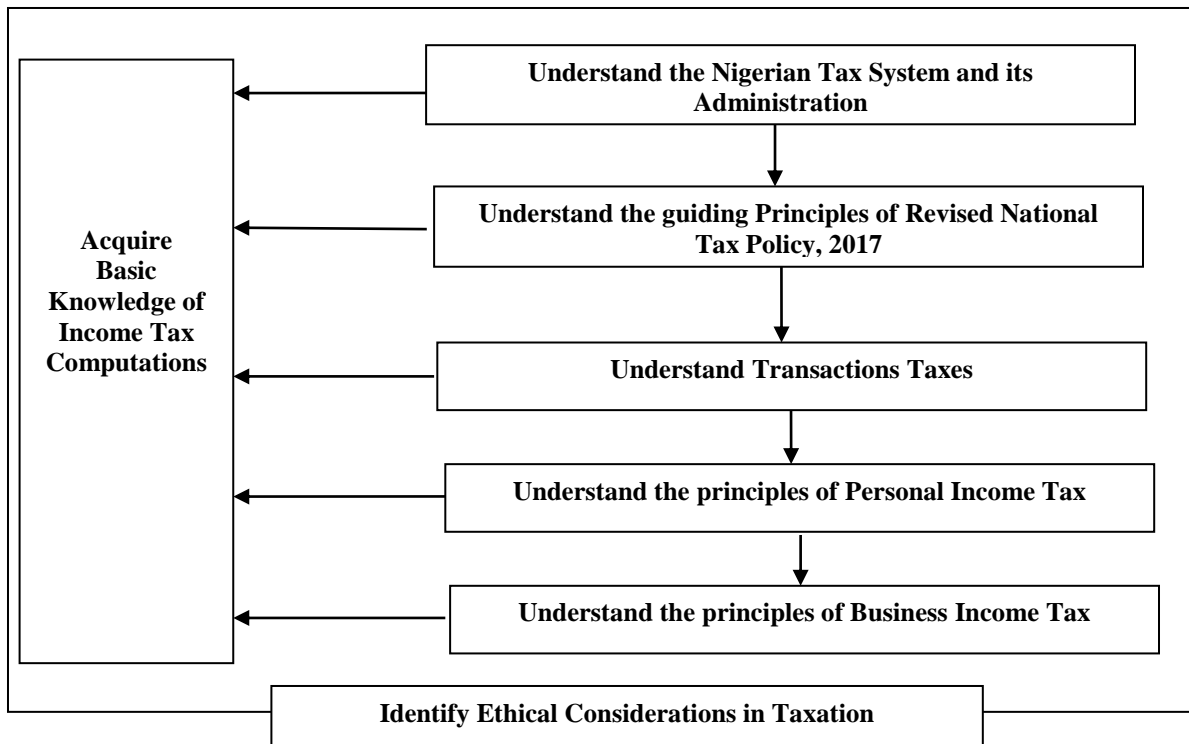 Acquire
Basic
Knowledge of
Income Tax
Computations
Understand the Nigerian Tax System and its
Administration
Understand the guiding Principles of Revised National
Tax Policy, 2017
Understand Transactions Taxes
Understand the principles of Personal Income Tax
Understand the principles of Business Income Tax
Identify Ethical Considerations in Taxation